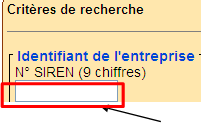 Critères de recherche
Identifiant de l'entreprise
N° SIREN (9 chiffres)